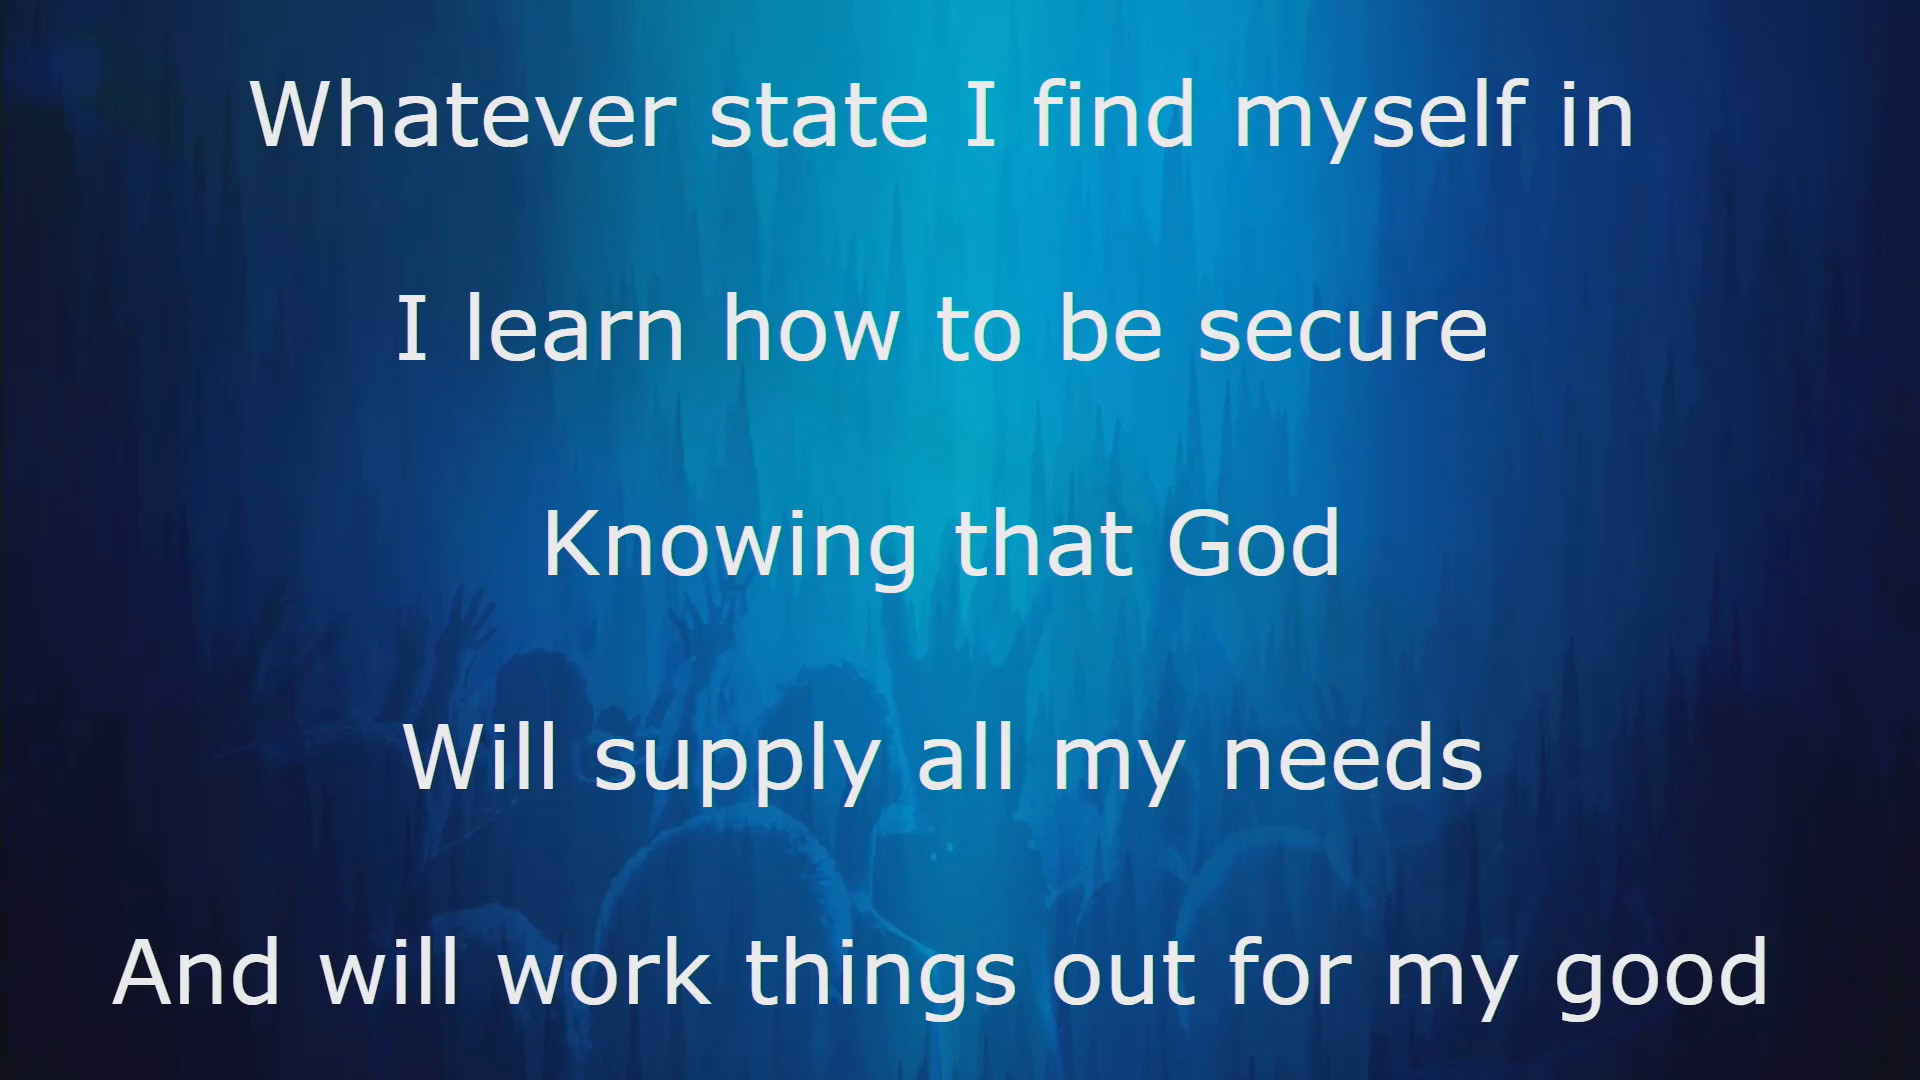 Whatever state I find myself in
I learn how to be secure
Knowing that God
Will supply all my needs
And will work things out for my good